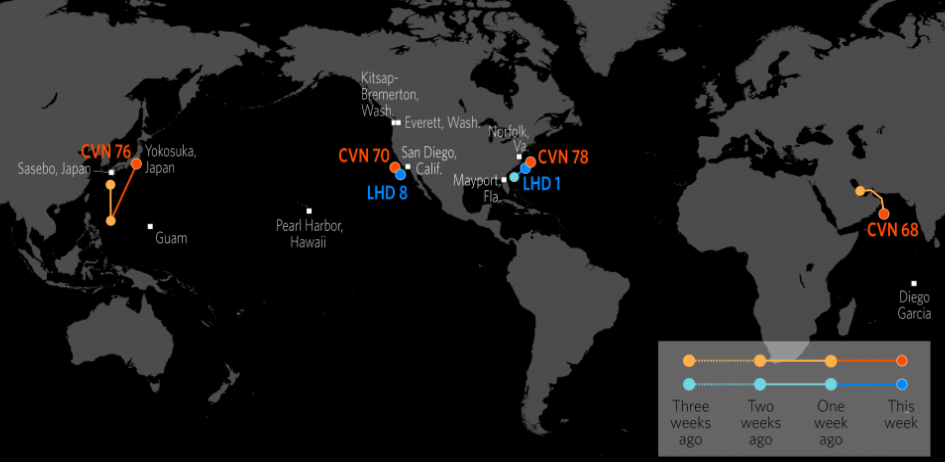 Kitsap-
Bremerton,
Wash.
Everett, Wash.
Norfolk,
Va.
CVN 76
Yokosuka,
Japan
Sasebo, Japan
CVN 70
San Diego,
Calif.
LHD 8
CVN 78
LHD 1
Mayport,
Fla.
CVN 68
Guam
Pearl Harbor,
Hawaii
Diego
Garcia
Three
weeks
ago
Two
weeks
ago
One
week
ago
This
week